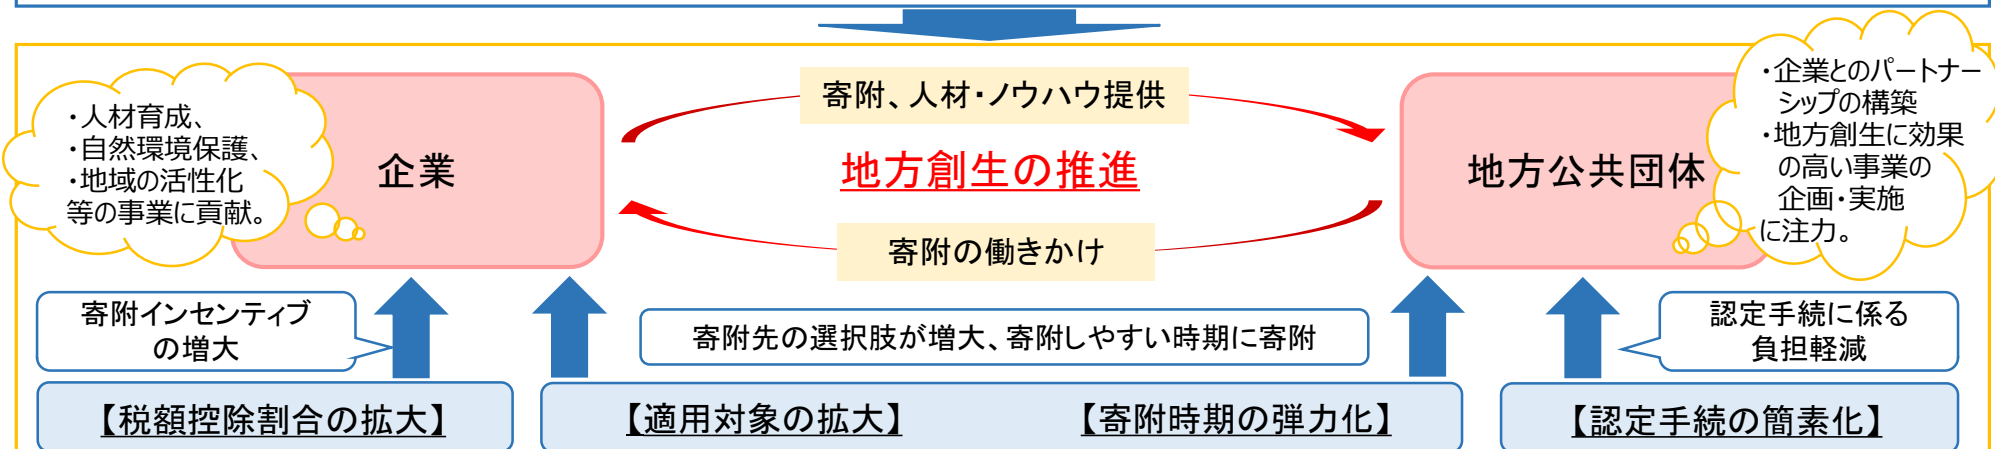 ・人材育成、
・自然環境保護、
・地域の活性化
等の事業に貢献。
企業
寄附、人材・ノウハウ提供
地方創生の推進
寄附の働きかけ
地方公共団体
・企業とのパートナー
シップの構築
・地方創生に効果
の高い事業の
企画・実施
に注力。
寄附インセンティブ
の増大
寄附先の選択肢が増大、寄附しやすい時期に寄附
認定手続に係る
負担軽減
【税額控除割合の拡大】
【適用対象の拡大】
【寄附時期の弾力化】
【認定手続の簡素化】